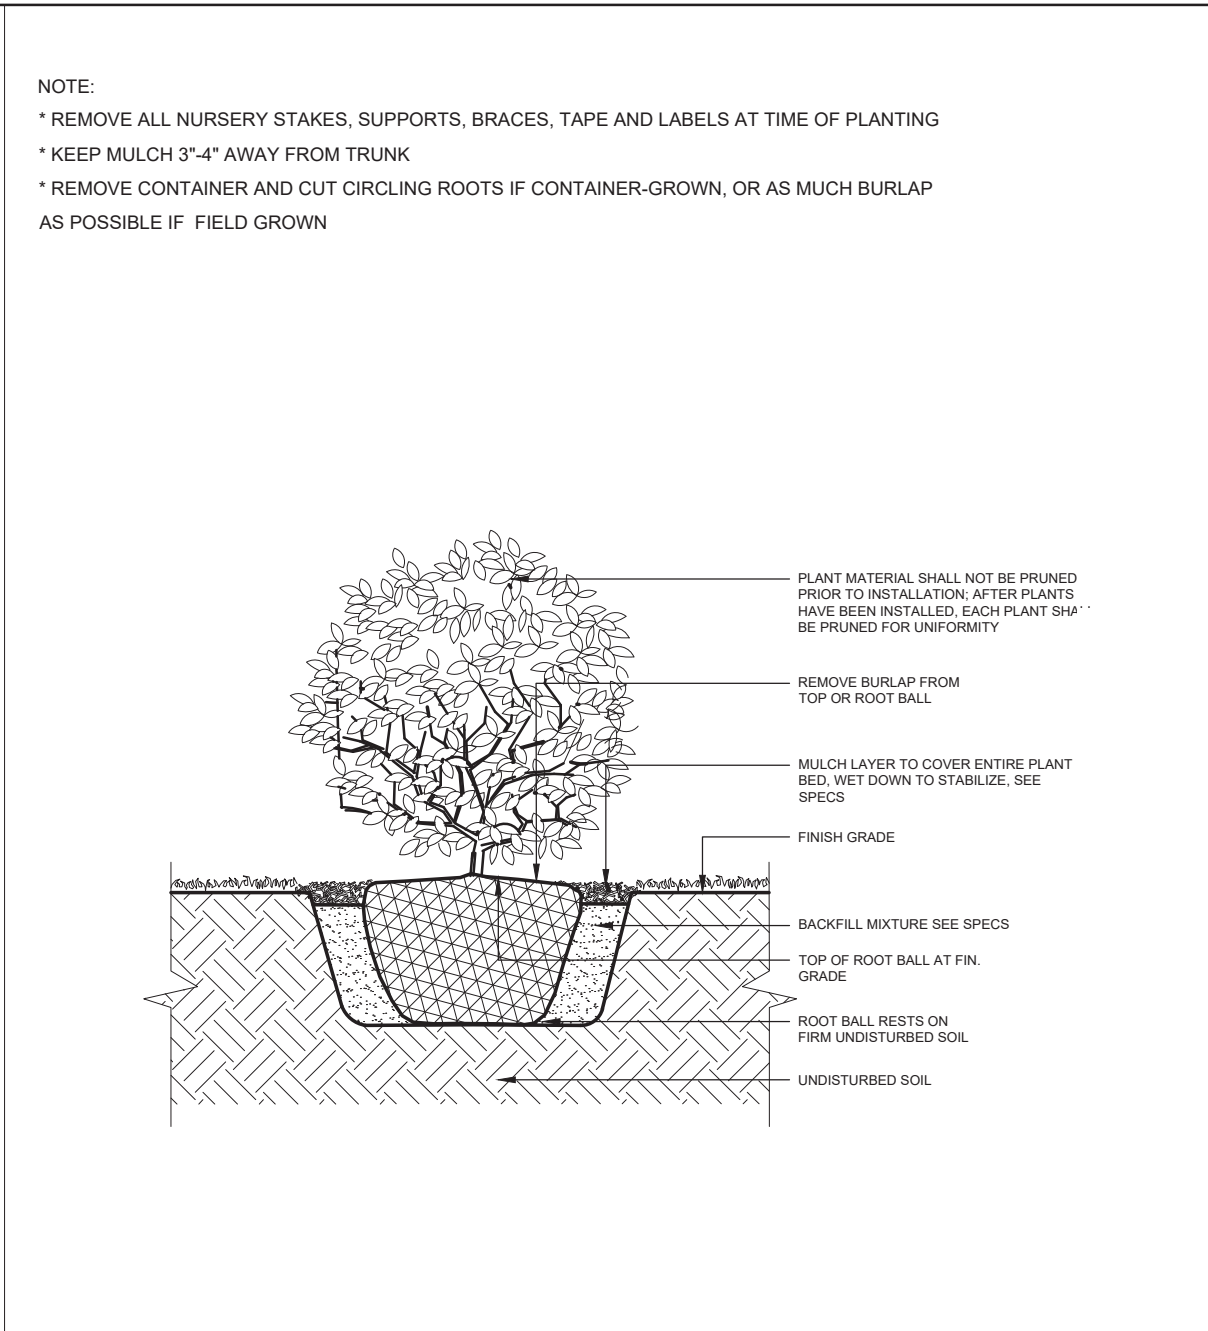 NOTE:
* REMOVE ALL NURSERY STAKES, SUPPORTS, BRACES, TAPE AND LABELS AT TIME OF PLANTING
* KEEP MULCH 3"-4" AWAY FROM TRUNK
* REMOVE CONTAINER AND CUT CIRCLING ROOTS IF CONTAINER-GROWN, OR AS MUCH BURLAP
AS POSSIBLE IF FIELD GROWN
PLANT MATERIAL SHALL NOT BE PRUNED
PRIOR TO INSTALLATION; AFTER PLANTS
HAVE BEEN INSTALLED, EACH PLANT
BE PRUNED FOR UNIFORMITY
REMOVE BURLAP FROM
TOP OR ROOT BALL
MULCH LAYER TO COVER ENTIRE PLANT
BED, WET DOWN TO STABILIZE, SEE
SPECS
FINISH GRADE
BACKFILL MIXTURE SEE SPECS
TOP OF ROOT BALL AT FIN.
GRADE
ROOT BALL RESTS ON
FIRM UNDISTURBED SOIL
UNDISTURBED SOIL